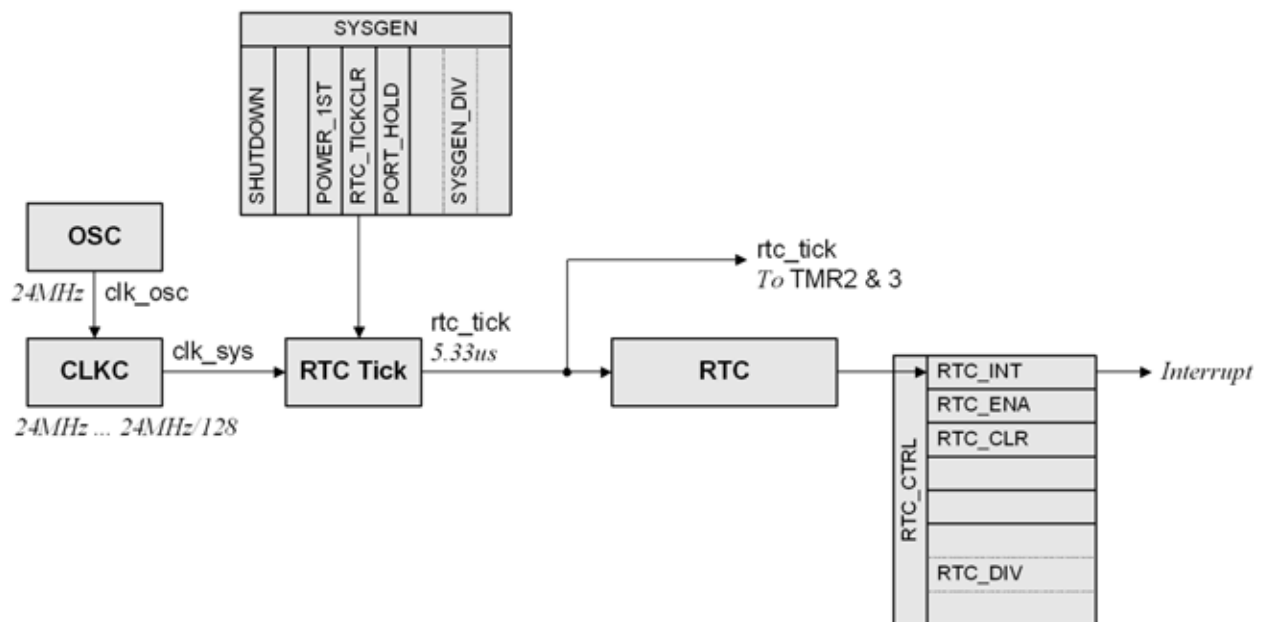 SYSGEN
SHUTDOWN
POWER_1ST
RTC_TICKCLR
PORT_HOLD
SYSGEN_DIV
OSC
24MHz
clk_osc
CLKC
24MHz ... 24MHz/128
clk_sys
RTC Tick
rtc_tick
5.33us
rtc_tick
To TMR2 & 3
RTC
RTC_CTRL
RTC_INT
RTC_ENA
RTC_CLR
RTC_DIV
Interrupt